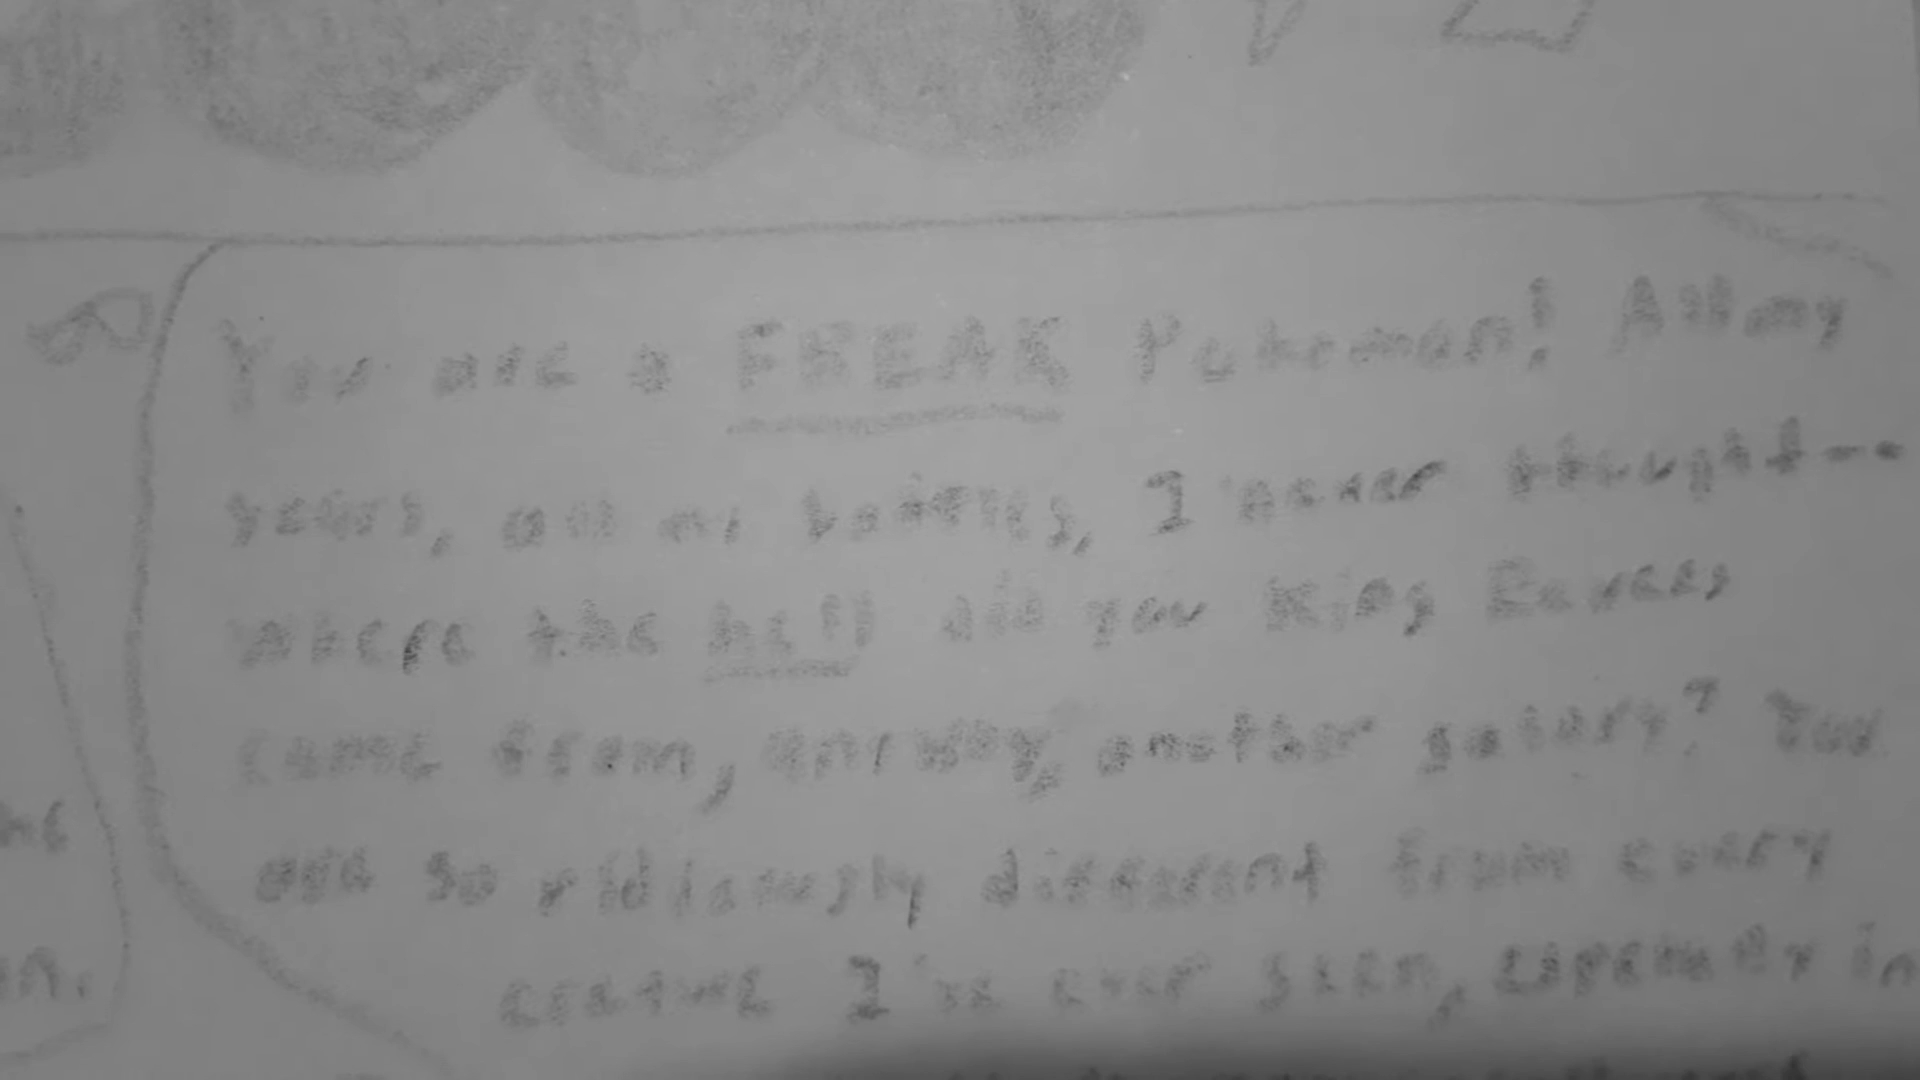 You are a FREAK Pokemon! All my
years, all my battles, I never thought--
where the hell did you King
came from, anyway, another galaxy? You
are so ridiculously different from every
creature I've ever seen, especially in